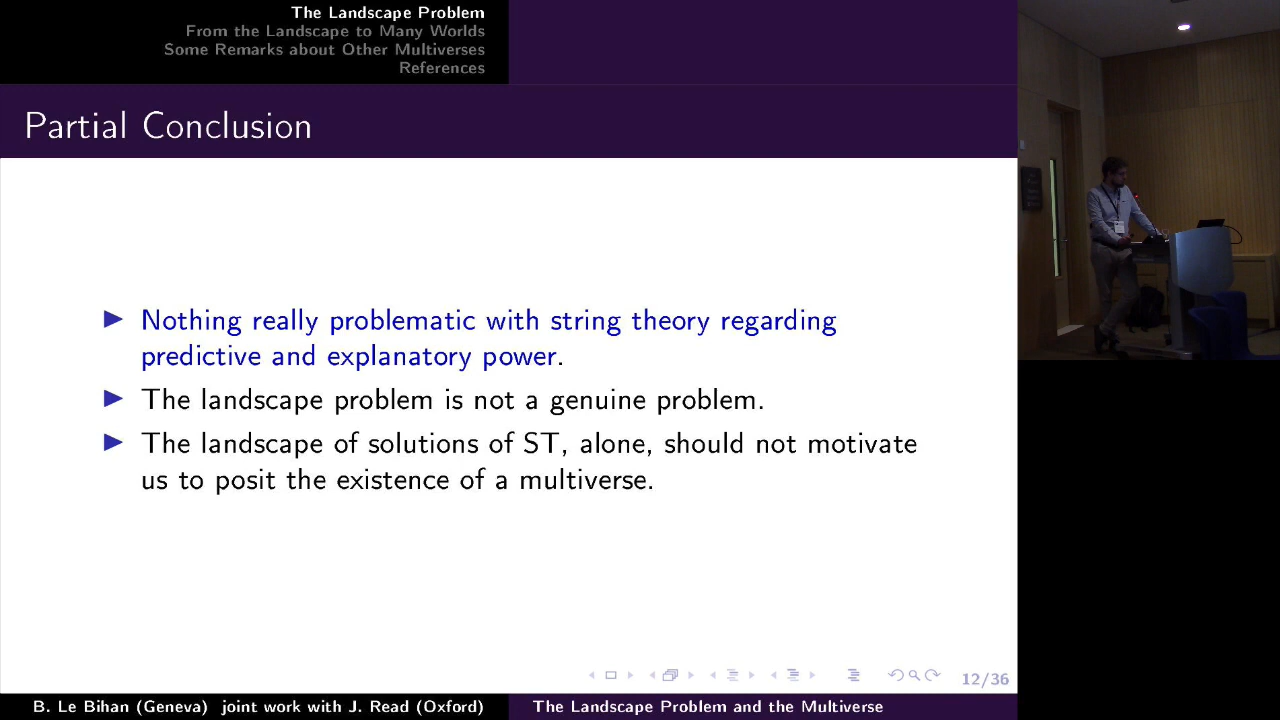 The Landscape Problem
From the Landscape to Many Worlds
Some Remarks about Other Multiverses
References
Partial Conclusion
Nothing really problematic with string theory regarding
predictive and explanatory power.
The landscape problem is not a genuine problem.
The landscape of solutions of ST, alone, should not motivate
us to posit the existence of a multiverse.
12/36
B. Le Bihan (Geneva) joint work with J. Read (Oxford)
The Landscape Problem and the Multiverse